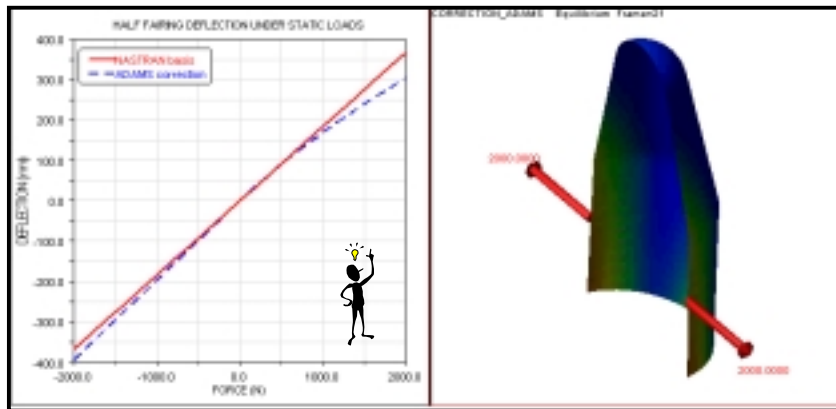 HALF FAIRING DEFLECTION UNDER STATIC LOADS
NASTRAN basis
ADAMS correction
400.0
300.0
200.0
100.0
0.0
-100.0
-200.0
-300.0
-400.0
DEFLECTION (mm)
-2000.0 -1000.0 0.0 1000.0 2000.0
FORCE (N)
CORRECTION_ADAMS Equilibrium
2000.0000
2000.0000